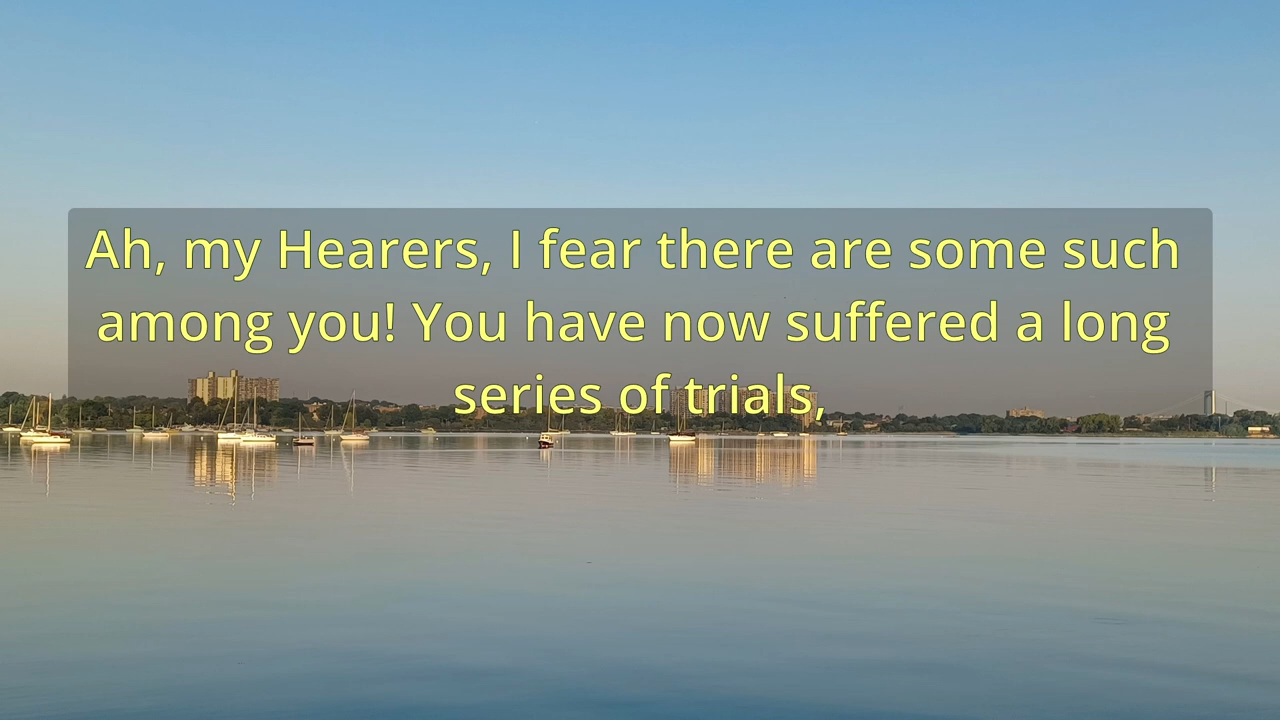 Ah, my Hearers, I fear there are some such
among you! You have now suffered a long
series of trials,